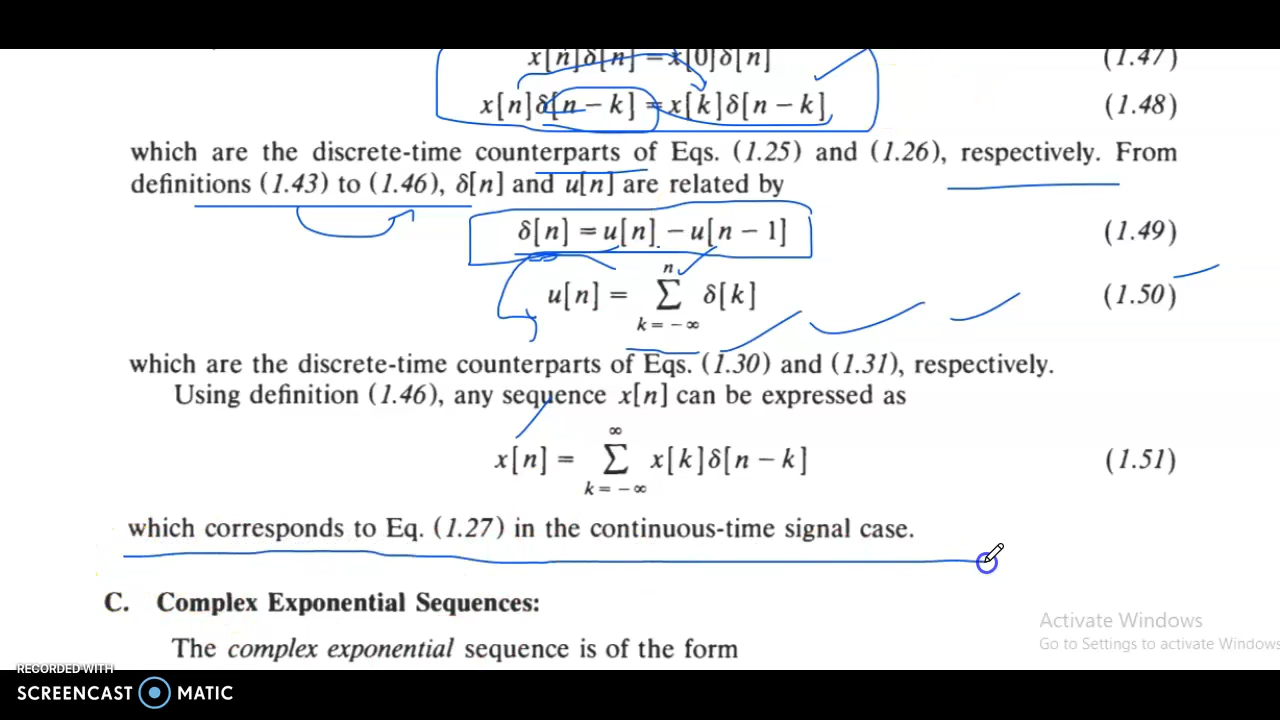 x[n]δ[n] = x[0]δ[n] (1.47)
x[n]δ[n − k] = x[k]δ[n − k] (1.48)
which are the discrete-time counterparts of Eqs. (1.25) and (1.26), respectively. From
definitions (1.43) to (1.46), δ[n] and u[n] are related by
δ[n] = u[n] − u[n − 1] (1.49)
u[n] = ∑ₖ₌₋∞ⁿ δ[k] (1.50)
which are the discrete-time counterparts of Eqs. (1.30) and (1.31), respectively.
Using definition (1.46), any sequence x[n] can be expressed as
x[n] = ∑ₖ₌₋∞^∞ x[k]δ[n − k] (1.51)
which corresponds to Eq. (1.27) in the continuous-time signal case.
C. Complex Exponential Sequences:
The complex exponential sequence is of the form
Activate Windows
Go to Settings to activate Windows
RECORDED WITH
SCREENCAST MATIC